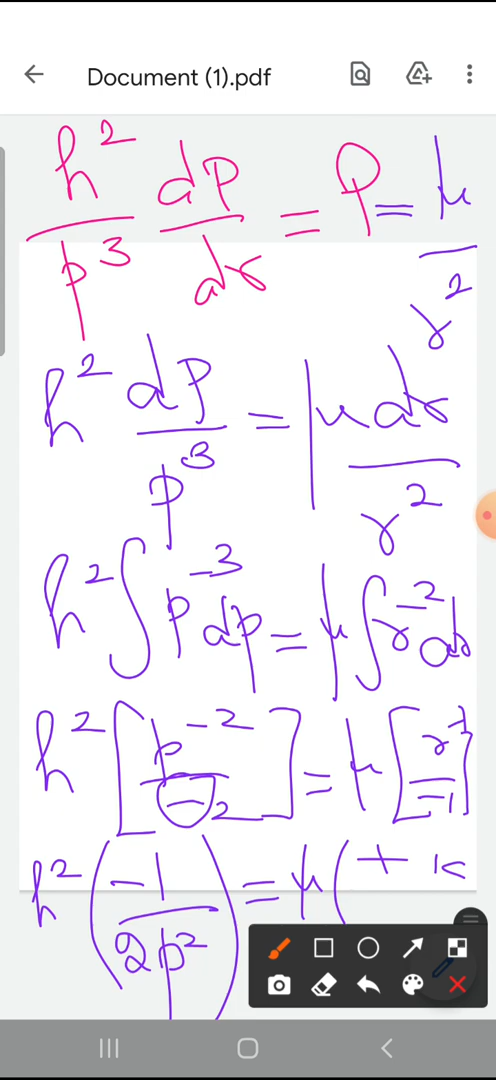 Document (1).pdf
h² / p³ dp/dr = P = μ / r²
h² dp / p³ = μ dr / r²
h² ∫ p⁻³ dp = μ ∫ r⁻² dr
h² [ p⁻² / -2 ] = μ [ r⁻¹ / -1 ]
h² ( -1 / 2p² ) = μ ( +